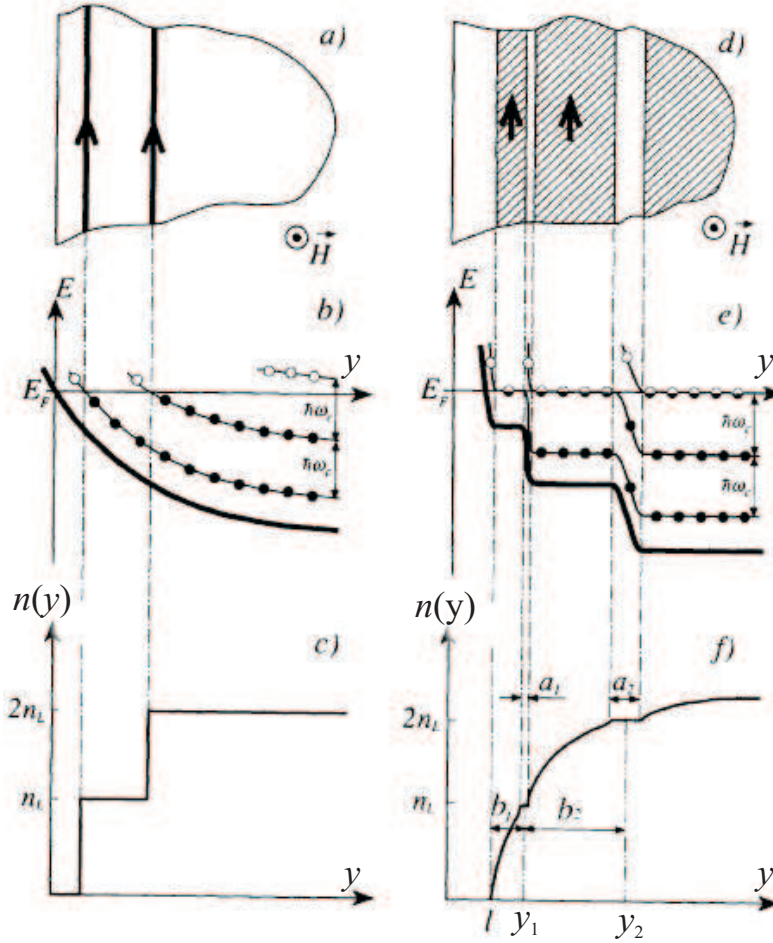 a)
H
d)
H
E
b)
y
E_F
ħω_c
ħω_c
E
e)
y
E_F
ħω_c
ħω_c
n(y)
c)
2n_L
n_L
y
n(y)
f)
a_1
a_2
2n_L
n_L
b_1
b_2
y
l
y_1
y_2